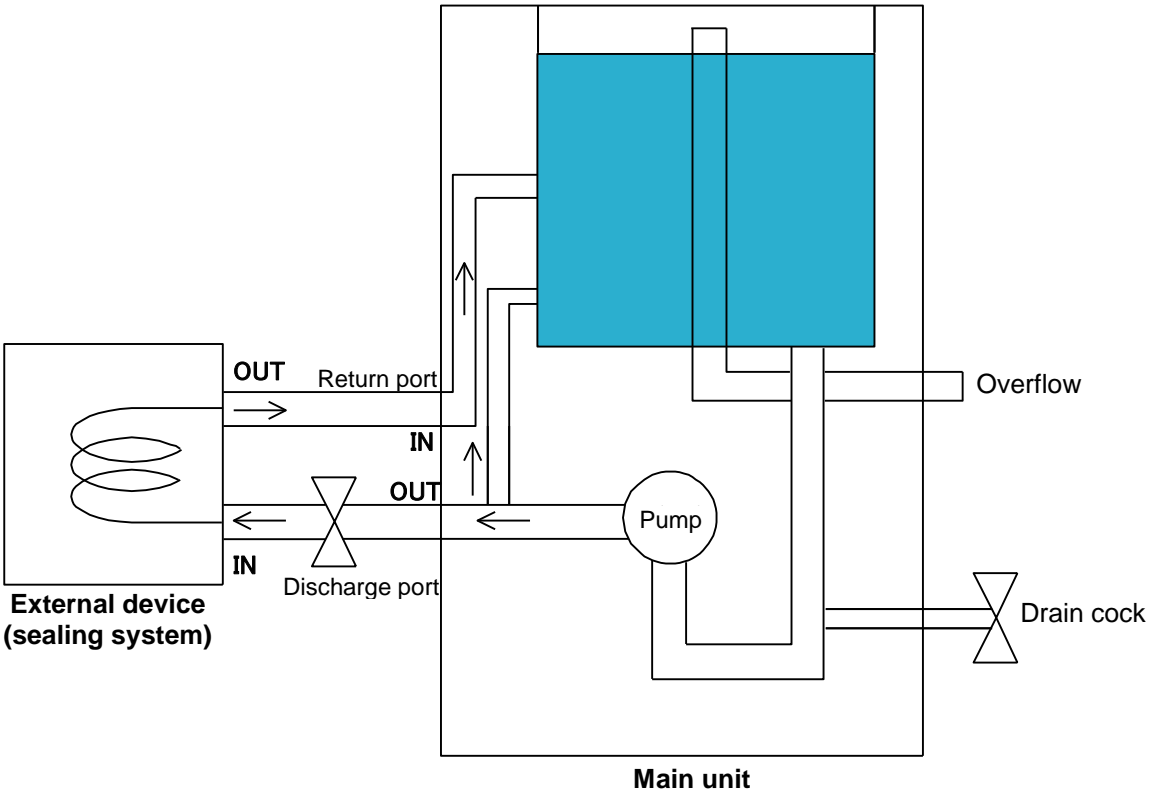 OUT
Return port
Overflow
IN
OUT
Pump
IN
Discharge port
External device
(sealing system)
Drain cock
Main unit